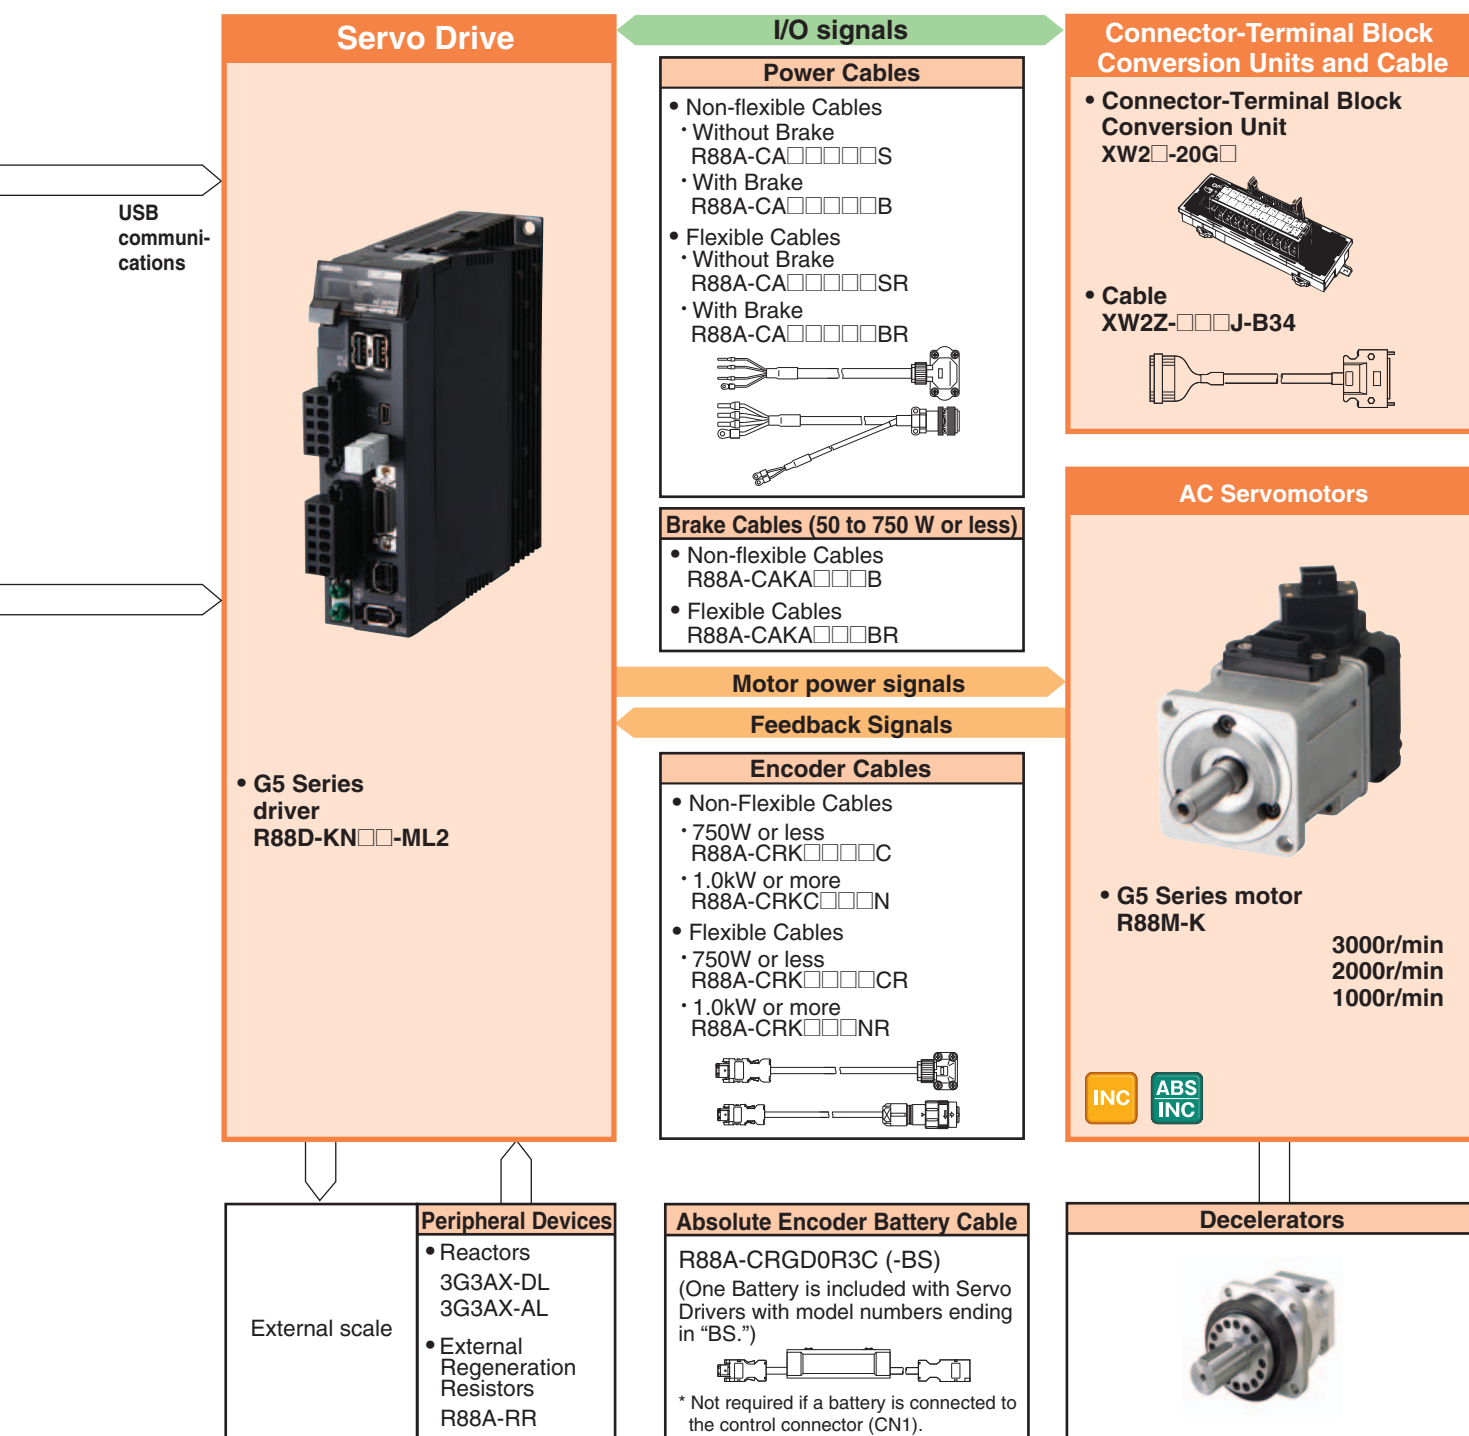 USB
communi-
cations
Servo Drive
• G5 Series
driver
R88D-KN□□-ML2
I/O signals
Power Cables
• Non-flexible Cables
・Without Brake
R88A-CA□□□□□S
・With Brake
R88A-CA□□□□□B
• Flexible Cables
・Without Brake
R88A-CA□□□□□SR
・With Brake
R88A-CA□□□□□BR
Brake Cables (50 to 750 W or less)
• Non-flexible Cables
R88A-CAKA□□□B
• Flexible Cables
R88A-CAKA□□□BR
Motor power signals
Feedback Signals
Encoder Cables
• Non-Flexible Cables
・750W or less
R88A-CRK□□□□C
・1.0kW or more
R88A-CRKC□□□N
• Flexible Cables
・750W or less
R88A-CRK□□□□CR
・1.0kW or more
R88A-CRK□□□NR
Connector-Terminal Block
Conversion Units and Cable
• Connector-Terminal Block
Conversion Unit
XW2□-20G□
• Cable
XW2Z-□□□J-B34
AC Servomotors
• G5 Series motor
R88M-K
3000r/min
2000r/min
1000r/min
INC
ABS
INC
External scale
Peripheral Devices
• Reactors
3G3AX-DL
3G3AX-AL
• External
Regeneration
Resistors
R88A-RR
Absolute Encoder Battery Cable
R88A-CRGD0R3C (-BS)
(One Battery is included with Servo
Drivers with model numbers ending
in “BS.”)
* Not required if a battery is connected to
the control connector (CN1).
Decelerators